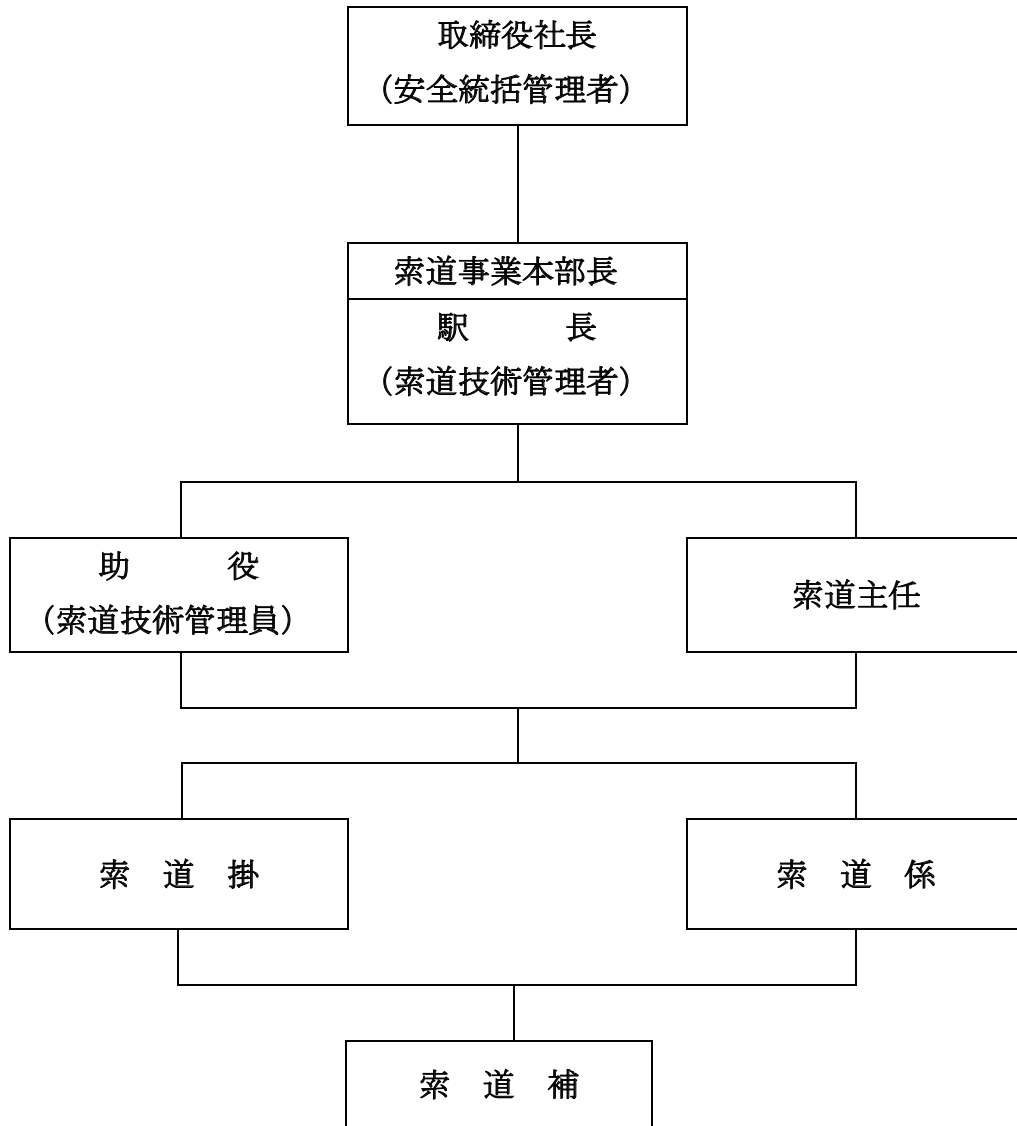 取締役社長
（安全統括管理者）
索道事業本部長
駅　　　長
（索道技術管理者）
助　　　役
（索道技術管理員）
索道主任
索　道　掛
索　道　係
索　道　補